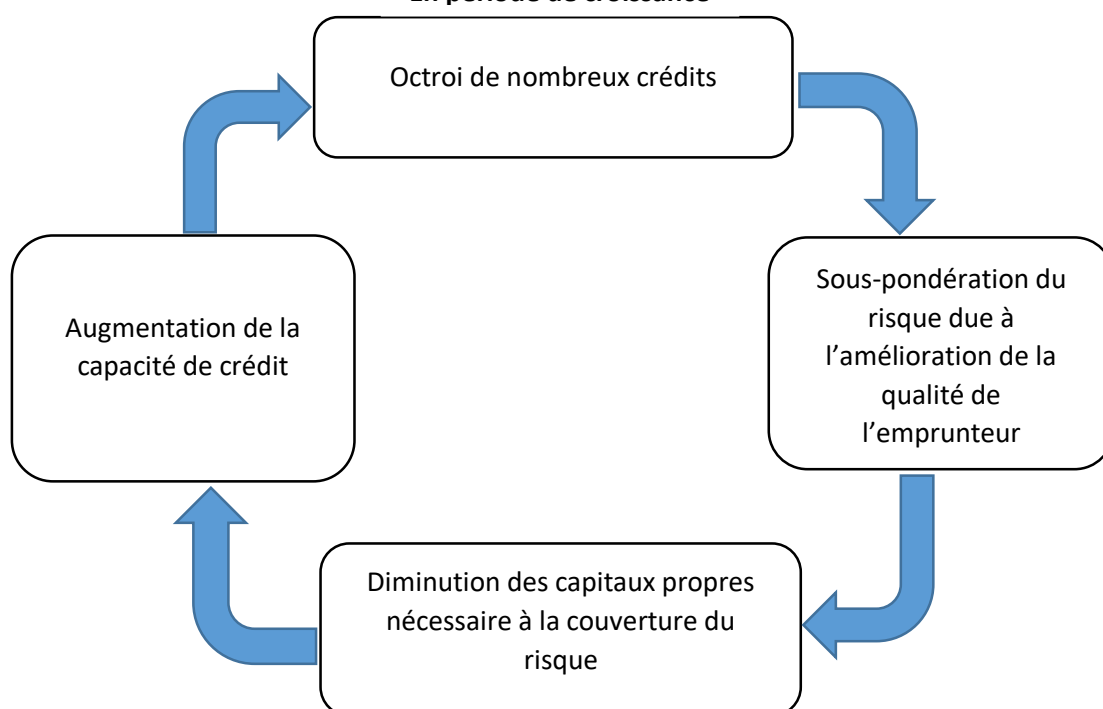 En période de croissance
Octroi de nombreux crédits
Sous-pondération du
risque due à
l’amélioration de la
qualité de
l’emprunteur
Diminution des capitaux propres
nécessaire à la couverture du
risque
Augmentation de la
capacité de crédit